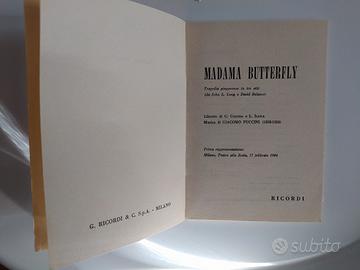 G. RICORDI & C. S.p.A. - MILANO
MADAMA BUTTERFLY
Tragedia giapponese in tre atti
(da John L. Long e David Belasco)
Libretto di G. Giacosa e L. Illica
Musica di GIACOMO PUCCINI (1858-1924)
Prima rappresentazione:
Milano, Teatro alla Scala, 17 febbraio 1904
RICORDI
subito